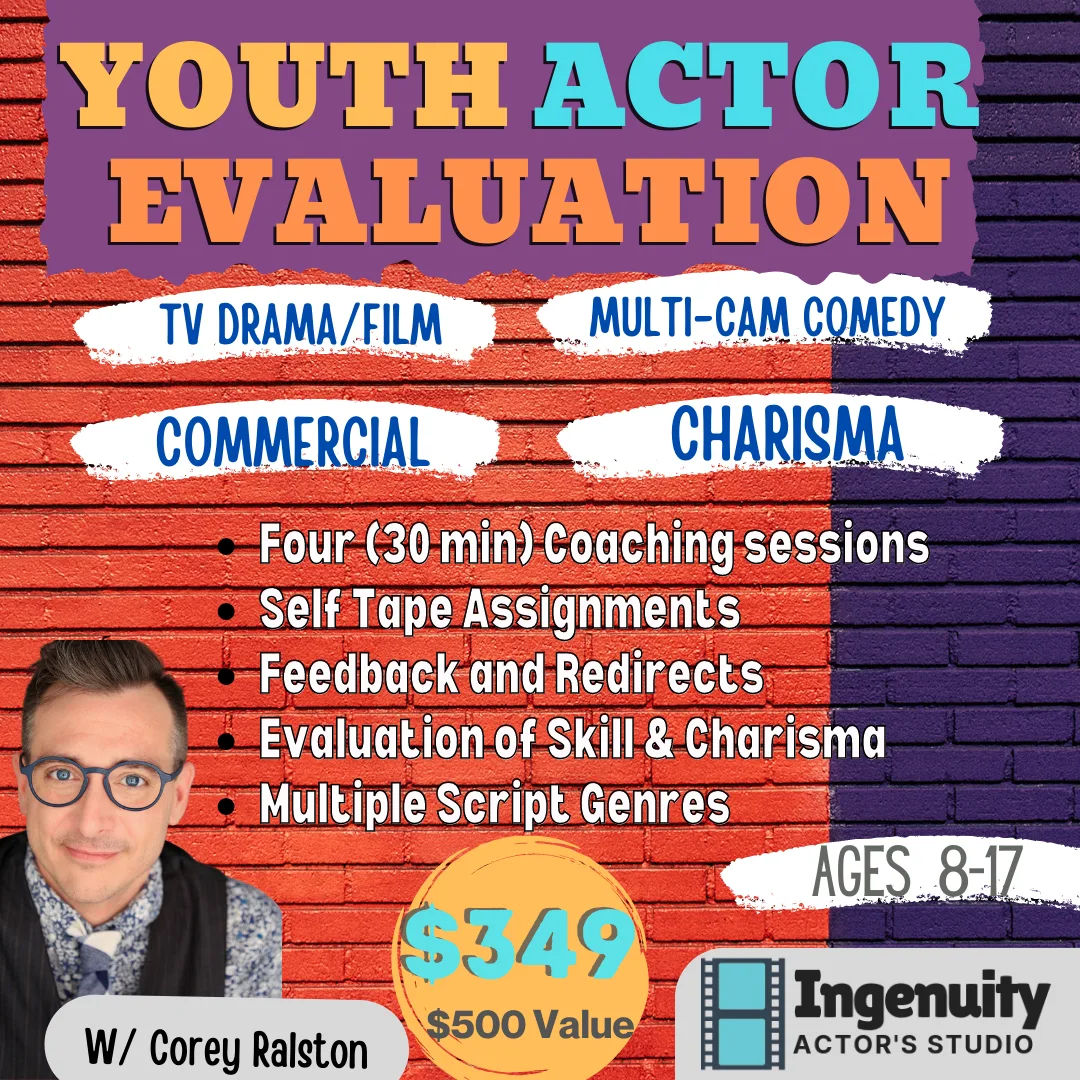 YOUTH ACTOR
EVALUATION
TV DRAMA/FILM
MULTI-CAM COMEDY
COMMERCIAL
CHARISMA
• Four (30 min) Coaching sessions
• Self Tape Assignments
• Feedback and Redirects
• Evaluation of Skill & Charisma
• Multiple Script Genres
AGES 8-17
$349
$500 Value
W/ Corey Ralston
Ingenuity
ACTOR'S STUDIO